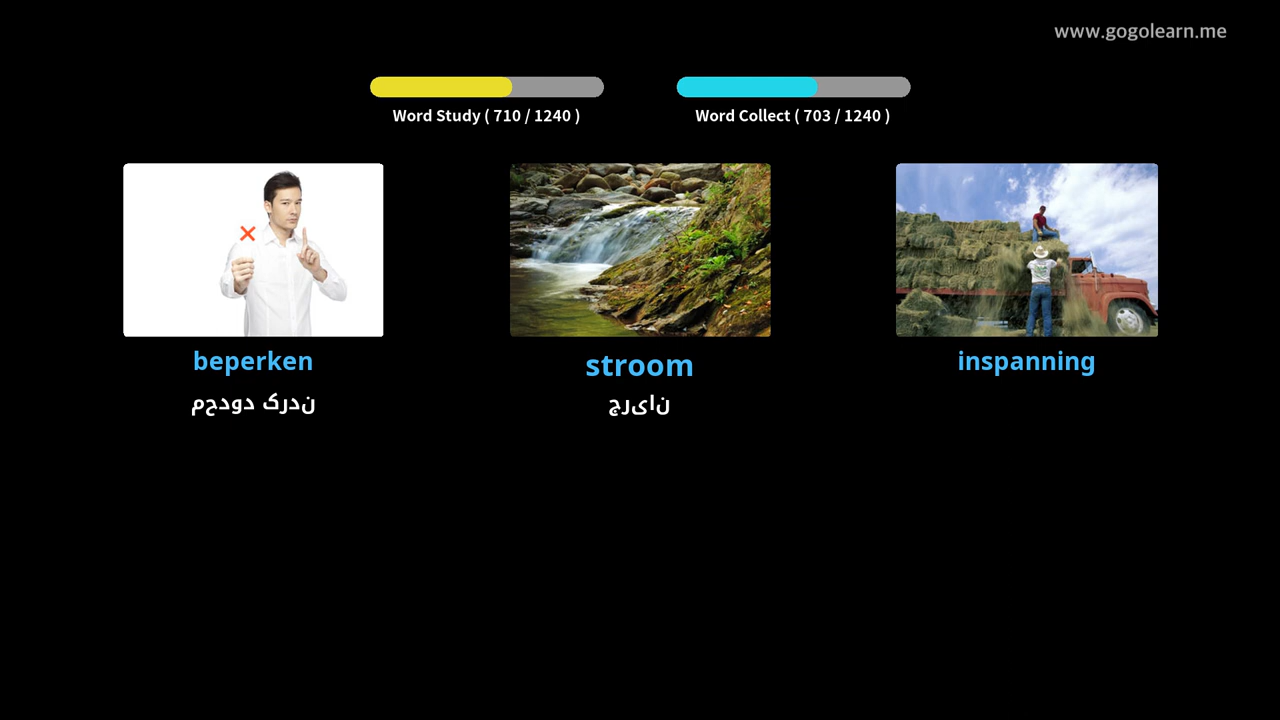 www.gogolearn.me
Word Study ( 710 / 1240 )
Word Collect ( 703 / 1240 )
beperken
stroom
inspanning
محدود کردن
جریان